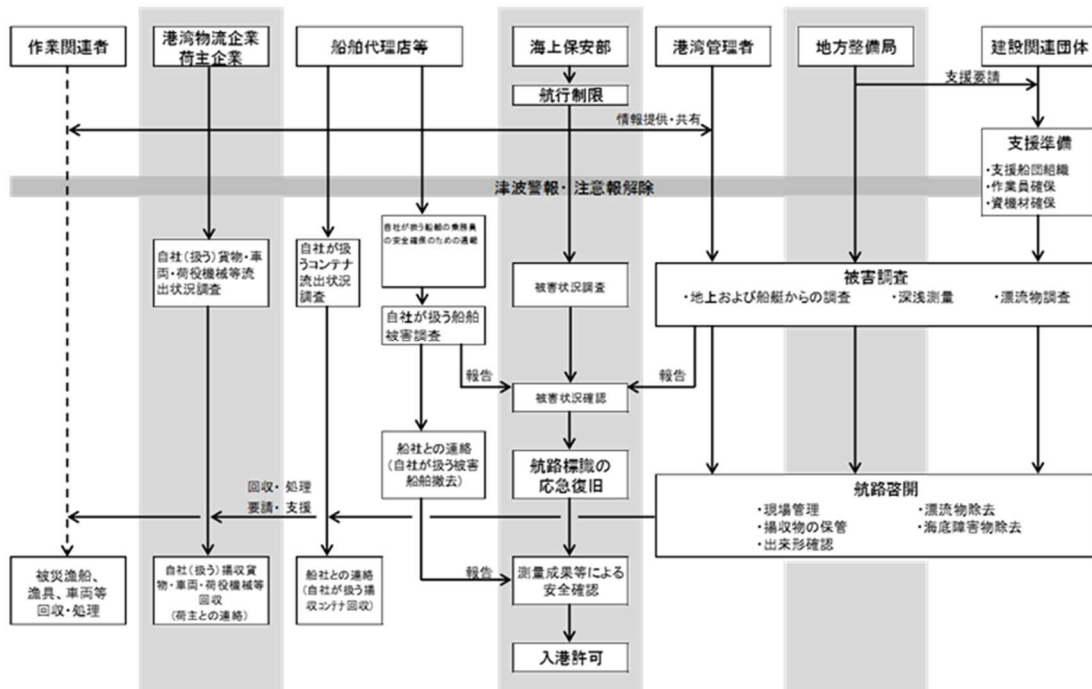 作業関連者
港湾物流企業
荷主企業
船舶代理店等
海上保安部
港湾管理者
地方整備局
建設関連団体
支援要請
航行制限
情報提供・共有
支援準備
・支援船団組織
・作業員確保
・資機材確保
津波警報・注意報解除
自社が扱う船舶の乗務員
の安全確保のための連絡
自社(扱う)貨物・車
両・荷役機械等流
出状況調査
自社が扱
うコンテナ
流出状況
調査
被害状況調査
被害調査
・地上および船艇からの調査
・深浅測量
・漂流物調査
自社が扱う船舶
被害調査
報告
報告
被害状況確認
船社との連絡
(自社が扱う被害
船舶撤去)
航路標識の
応急復旧
回収・処理
要請・支援
航路啓開
・現場管理
・漂流物除去
・揚収物の保管
・海底障害物除去
・出来形確認
被災漁船、
漁具、車両等
回収・処理
自社(扱う)揚収貨
物・車両・荷役機械等
回収
(荷主との連絡)
船社との連絡
(自社が扱う揚
収コンテナ回収)
報告
測量成果等による
安全確認
入港許可